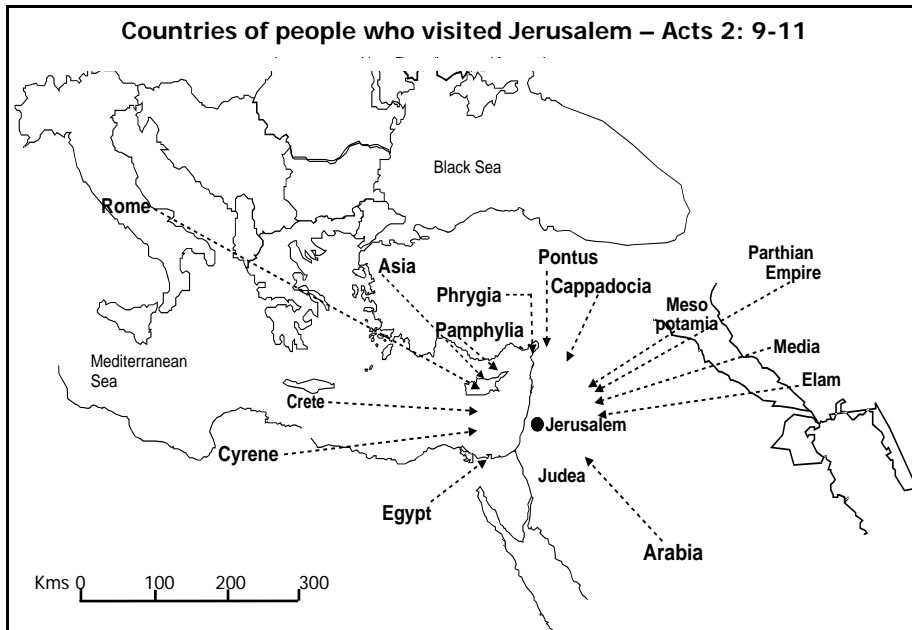 Countries of people who visited Jerusalem – Acts 2: 9-11
Black Sea
Rome
Asia
Pontus
Parthian
Empire
Phrygia
Cappadocia
Meso
potamia
Pamphylia
Mediterranean
Sea
Media
Elam
Crete
Jerusalem
Cyrene
Judea
Egypt
Arabia
Kms 0 100 200 300